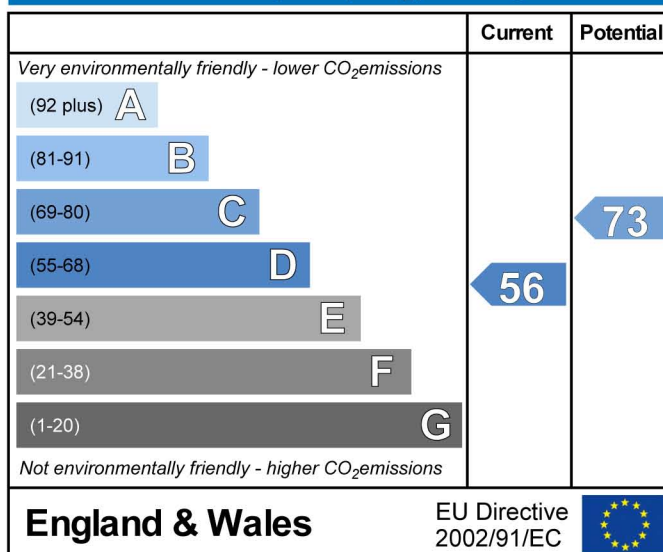 Current Potential
Very environmentally friendly - lower CO2emissions
(92 plus) A
(81-91) B
(69-80) C
73
(55-68) D
56
(39-54) E
(21-38) F
(1-20) G
Not environmentally friendly - higher CO2emissions
England & Wales
EU Directive
2002/91/EC